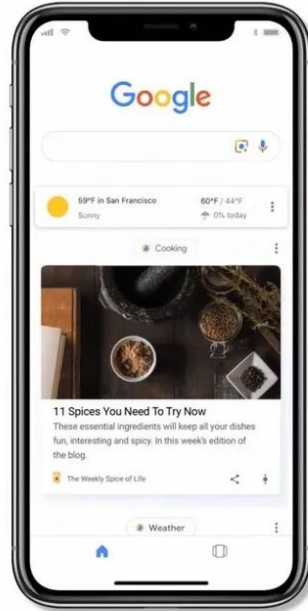 Google
59°F in San Francisco
60°F / 44°F
Sunny
0% today
Cooking
11 Spices You Need To Try Now
These essential ingredients will keep all your dishes
fun, interesting and spicy. In this week's edition of
the blog.
The Weekly Spice of Life
Weather